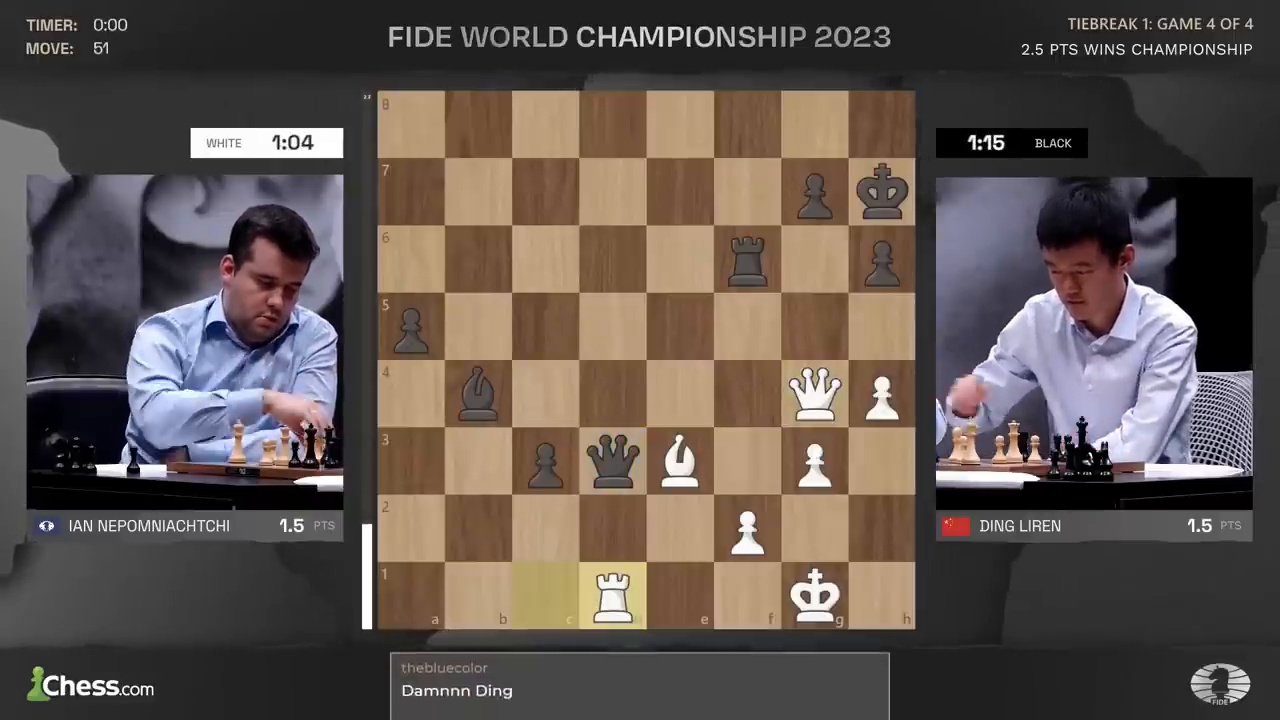 TIMER: 0:00
MOVE: 51
FIDE WORLD CHAMPIONSHIP 2023
TIEBREAK 1: GAME 4 OF 4
2.5 PTS WINS CHAMPIONSHIP
WHITE 1:04
1:15 BLACK
8
7
6
5
4
3
2
1
a b e f g h
IAN NEPOMNIACHTCHI 1.5 PTS
DING LIREN 1.5 PTS
thebluecolor
Damnnn Ding
Chess.com
FIDE